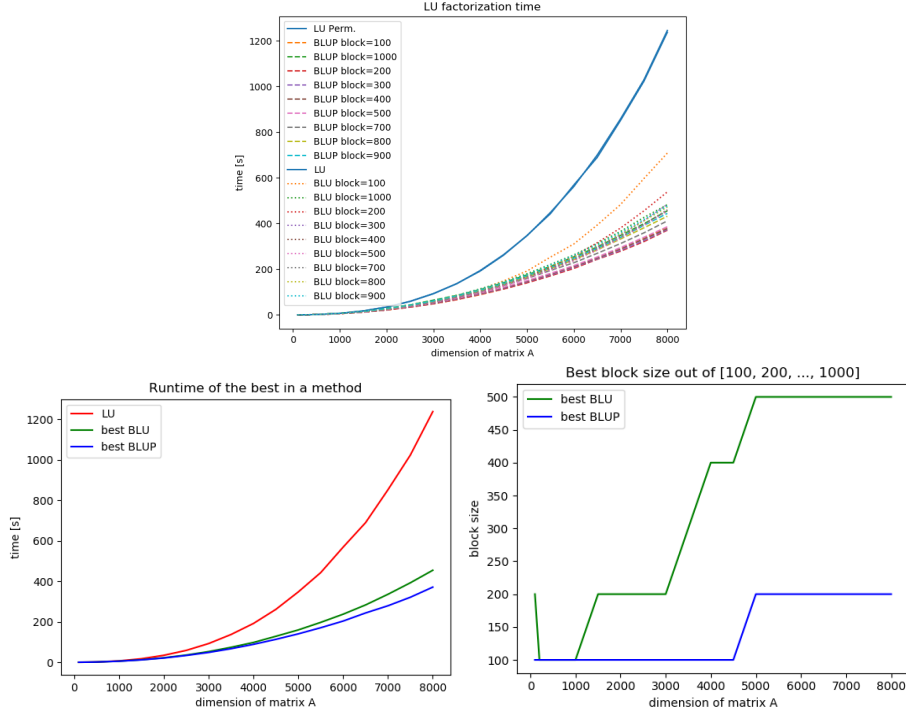 LU factorization time
1200
1000
800
600
400
200
0
time [s]
LU Perm.
BLUP block=100
BLUP block=1000
BLUP block=200
BLUP block=300
BLUP block=400
BLUP block=500
BLUP block=700
BLUP block=800
BLUP block=900
LU
BLU block=100
BLU block=1000
BLU block=200
BLU block=300
BLU block=400
BLU block=500
BLU block=700
BLU block=800
BLU block=900
0 1000 2000 3000 4000 5000 6000 7000 8000
dimension of matrix A
Runtime of the best in a method
1200
1000
800
600
400
200
0
time [s]
LU
best BLU
best BLUP
0 1000 2000 3000 4000 5000 6000 7000 8000
dimension of matrix A
Best block size out of [100, 200, ..., 1000]
500
450
400
350
300
250
200
150
100
block size
best BLU
best BLUP
0 1000 2000 3000 4000 5000 6000 7000 8000
dimension of matrix A